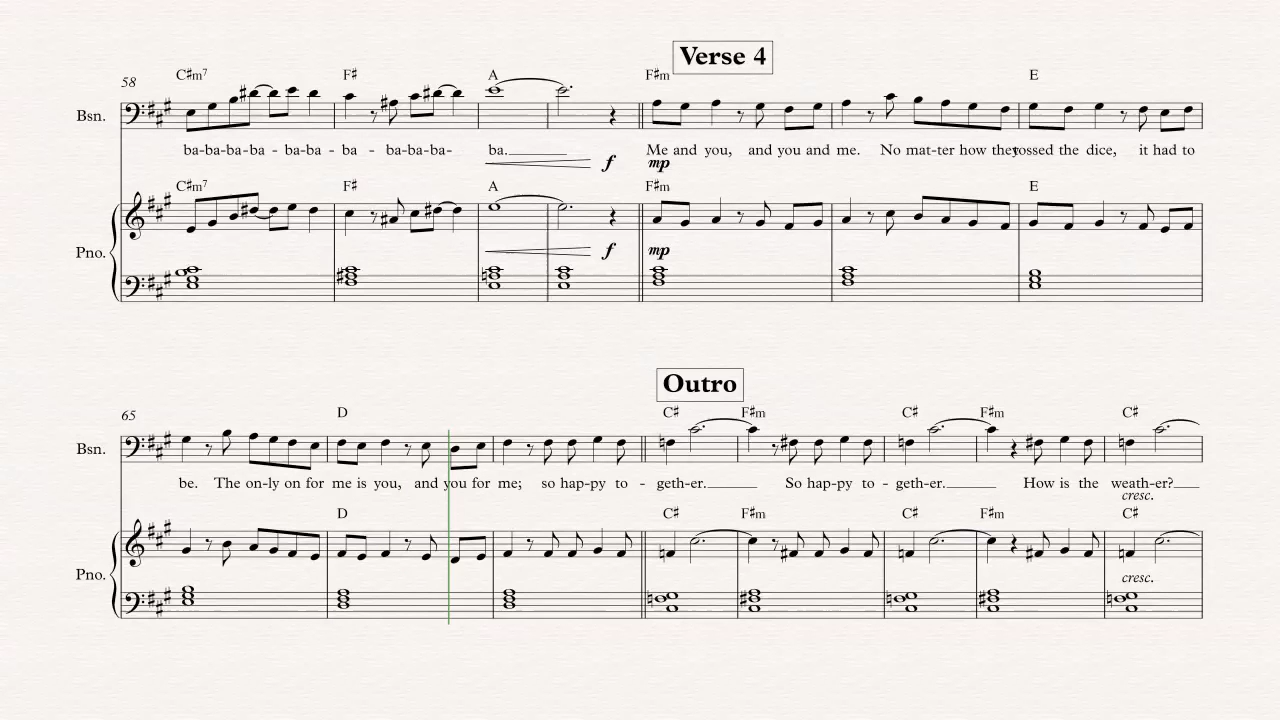 Verse 4
58
C♯m7 F♯ A F♯m E
Bsn.
ba-ba-ba-ba - ba-ba - ba - ba-ba-ba- ba. Me and you, and you and me. No mat-ter how they tossed the dice, it had to
f mp
C♯m7 F♯ A F♯m E
Pno.
f mp
Outro
65
D C♯ F♯m C♯ F♯m C♯
Bsn.
be. The on-ly on for me is you, and you for me; so hap-py to - geth-er. So hap-py to - geth-er. How is the weath-er?
cresc.
D C♯ F♯m C♯ F♯m C♯
Pno.
cresc.